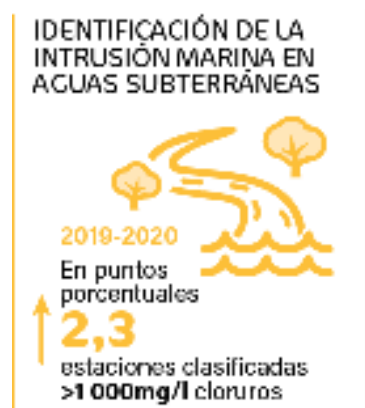 IDENTIFICACIÓN DE LA
INTRUSIÓN MARINA EN
AGUAS SUBTERRÁNEAS
2019-2020
En puntos
porcentuales
2,3
estaciones clasificadas
>1 000mg/l cloruros